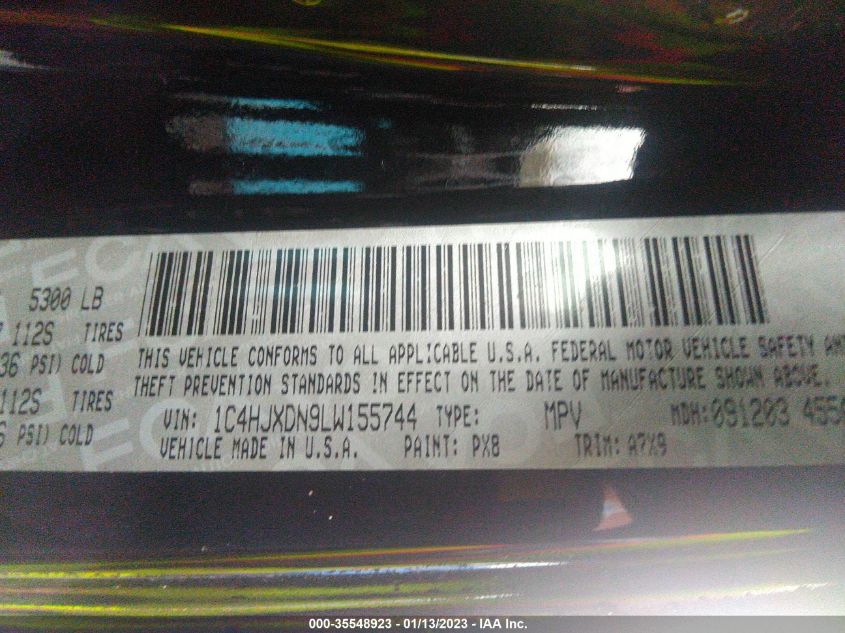 5300 LB
112S TIRES
36 PSI) COLD
112S TIRES
PSI) COLD
THIS VEHICLE CONFORMS TO ALL APPLICABLE U.S.A. FEDERAL MOTOR VEHICLE SAFETY AND
THEFT PREVENTION STANDARDS IN EFFECT ON THE DATE OF MANUFACTURE SHOWN ABOVE.
VIN: 1C4HJXDN9LW155744 TYPE: MPV MDH: 091203 455
VEHICLE MADE IN U.S.A. PAINT: PX8 TRIM: A7X9
000-35548923 - 01/13/2023 - IAA Inc.